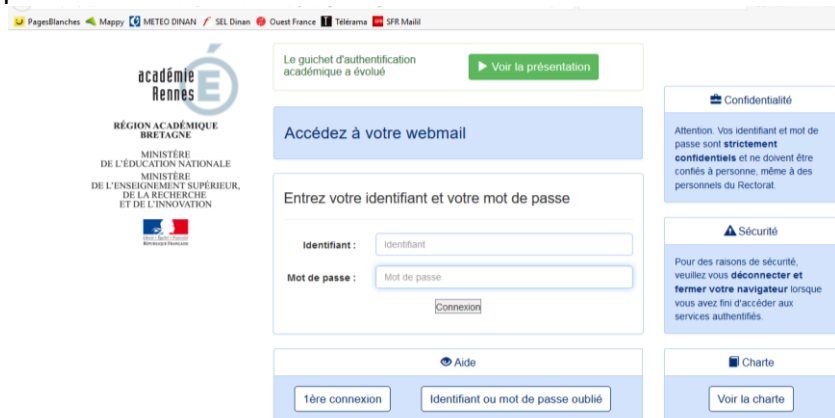 PagesBlanches Mappy METEO DINAN SEL Dinan Ouest France Télérama SFR Mailil
académie
Rennes
RÉGION ACADÉMIQUE
BRETAGNE
MINISTÈRE
DE L'ÉDUCATION NATIONALE
MINISTÈRE
DE L'ENSEIGNEMENT SUPÉRIEUR,
DE LA RECHERCHE
ET DE L'INNOVATION
Le guichet d'authentification
académique a évolué
Voir la présentation
Accédez à votre webmail
Entrez votre identifiant et votre mot de passe
Identifiant :
Identifiant
Mot de passe :
Mot de passe
Connexion
Aide
1ère connexion
Identifiant ou mot de passe oublié
Confidentialité
Attention. Vos identifiant et mot de
passe sont strictement
confidentiels et ne doivent être
confiés à personne, même à des
personnels du Rectorat.
Sécurité
Pour des raisons de sécurité,
veuillez vous déconnecter et
fermer votre navigateur lorsque
vous avez fini d'accéder aux
services authentifiés.
Charte
Voir la charte